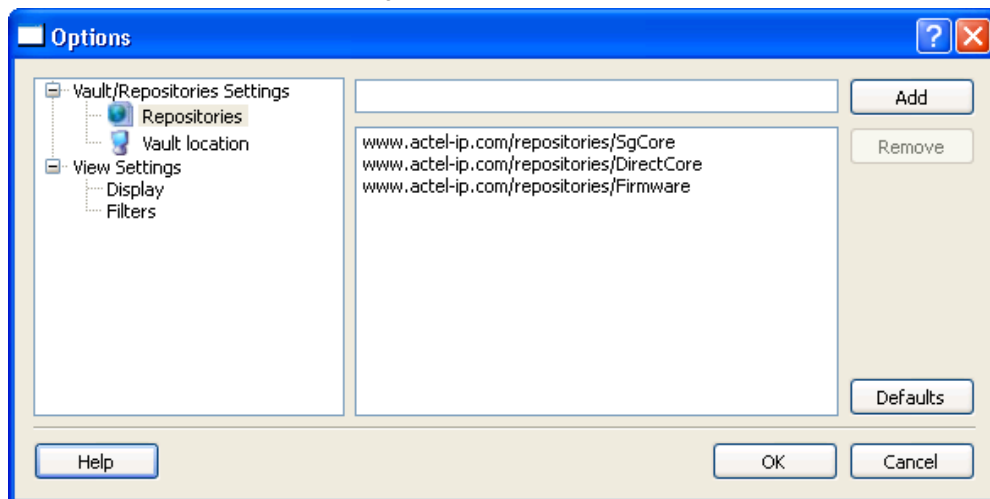 Options
Vault/Repositories Settings
Repositories
Vault location
View Settings
Display
Filters
Add
www.actel-ip.com/repositories/SgCore
www.actel-ip.com/repositories/DirectCore
www.actel-ip.com/repositories/Firmware
Remove
Defaults
Help
OK
Cancel